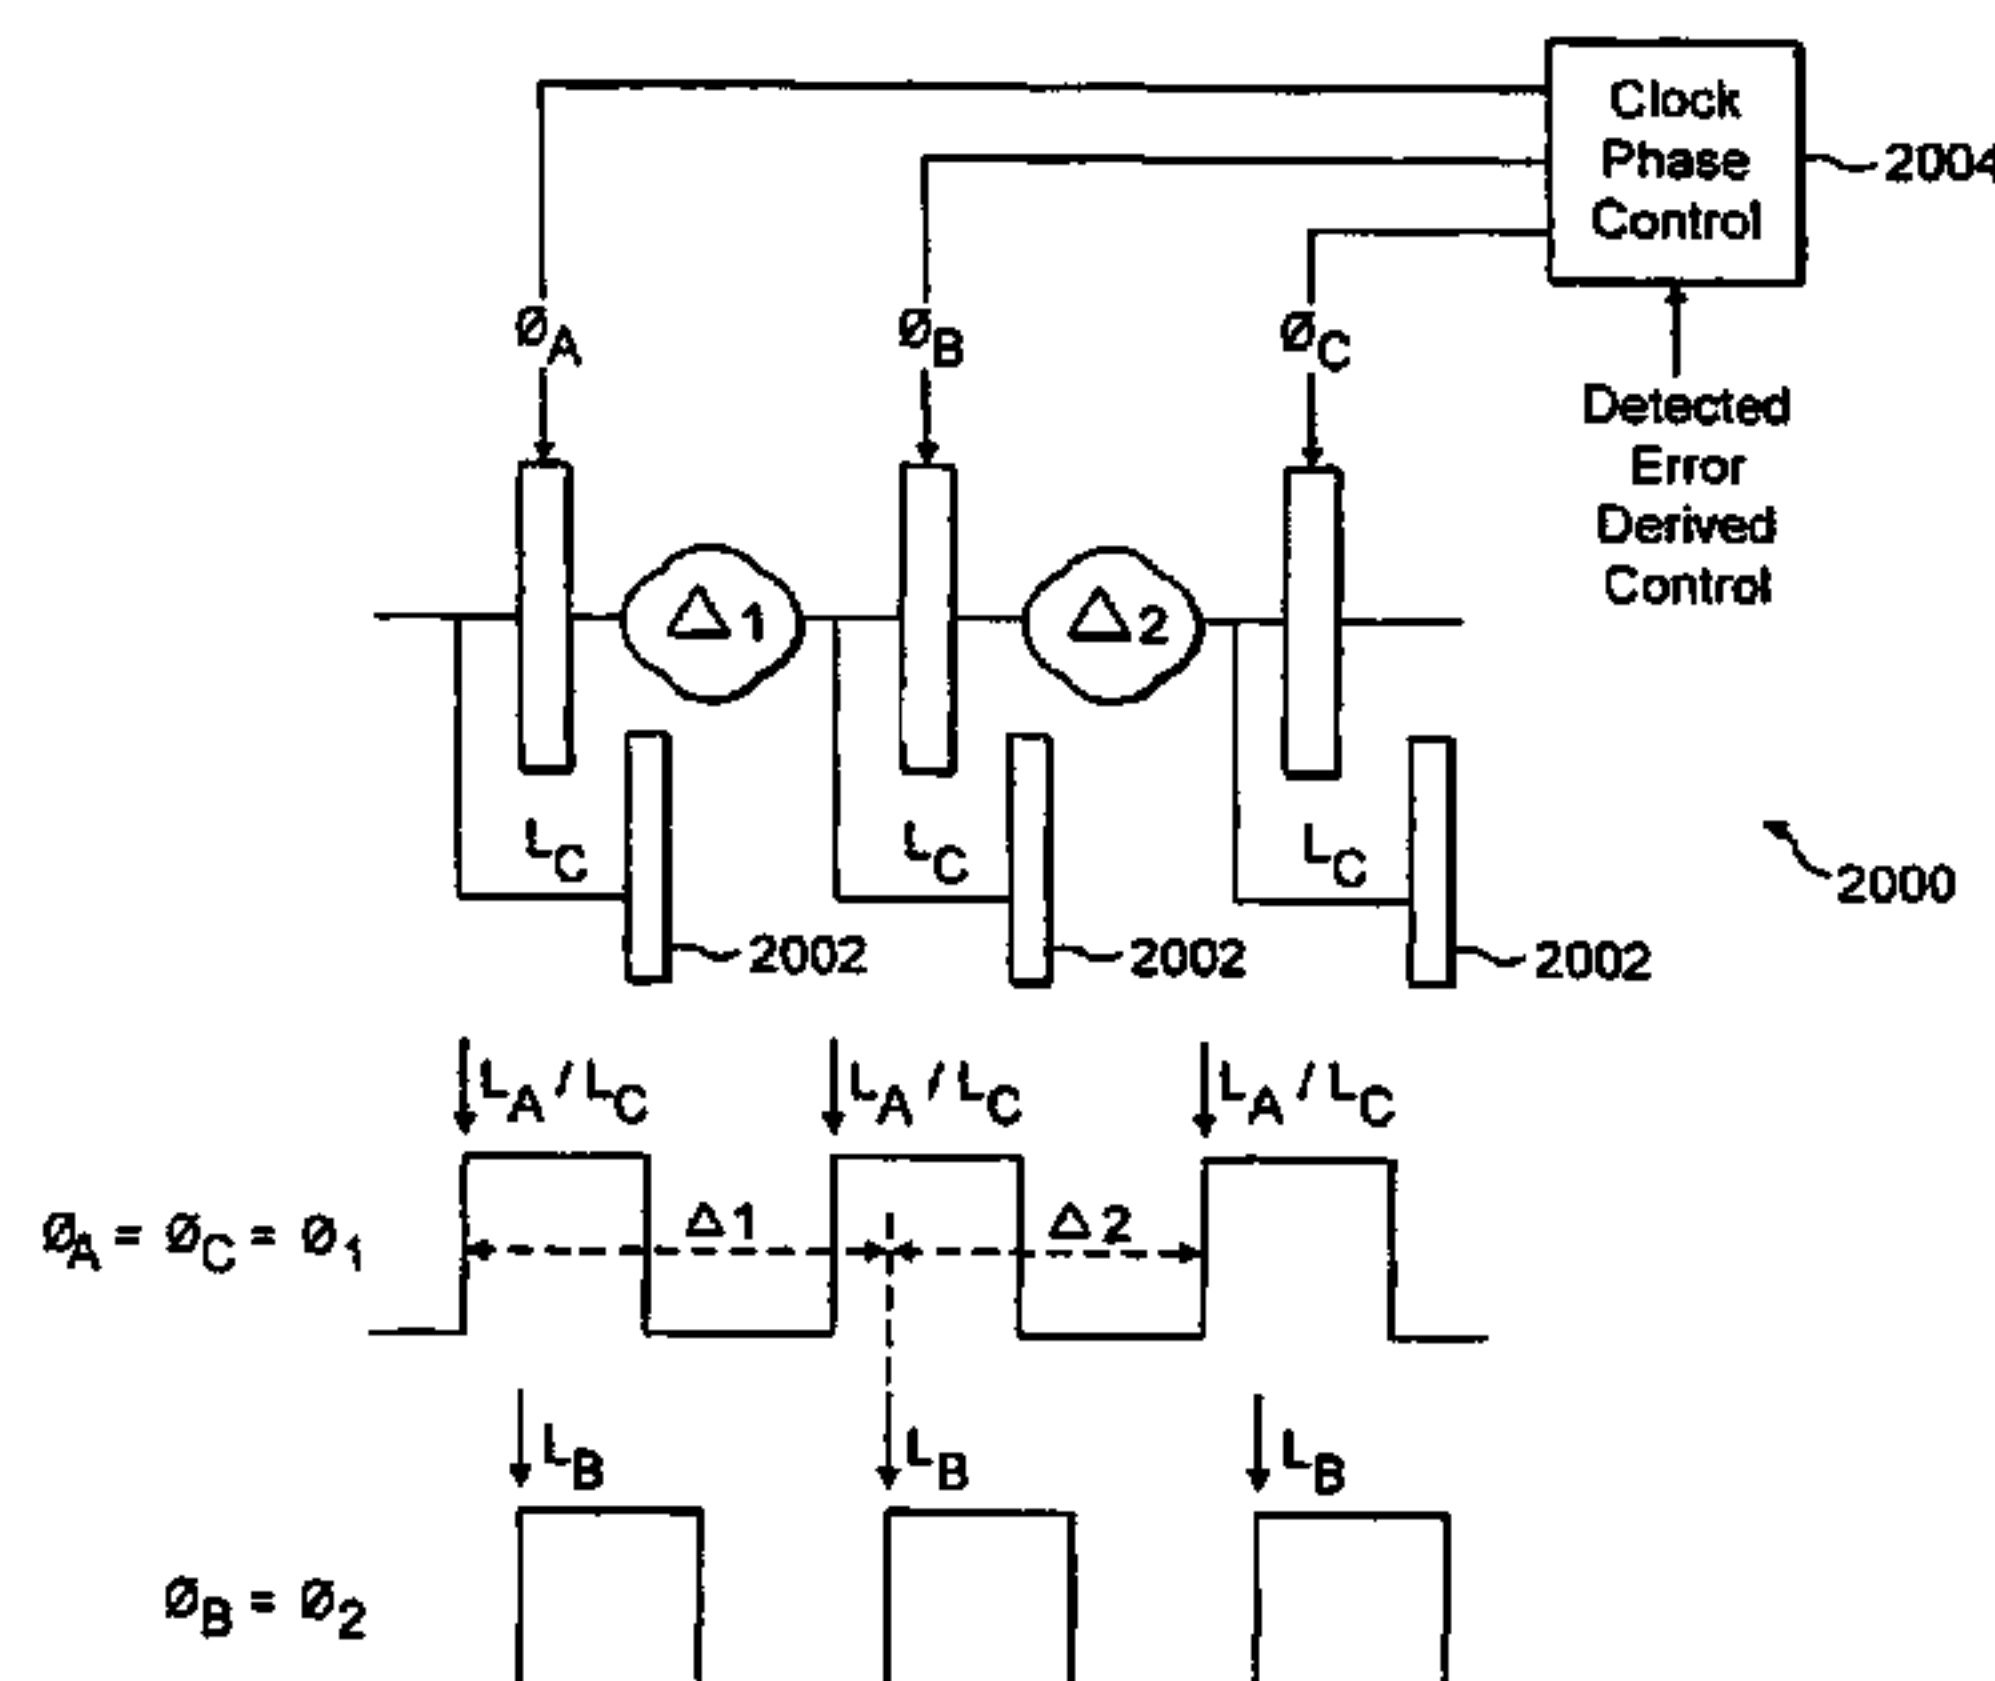 Clock
Phase
Control
2004
ØA
ØB
ØC
Detected
Error
Derived
Control
Δ1
Δ2
LC
LC
LC
2000
2002
2002
2002
LA / LC
LA / LC
LA / LC
Δ1
Δ2
ØA = ØC = Ø1
LB
LB
LB
ØB = Ø2